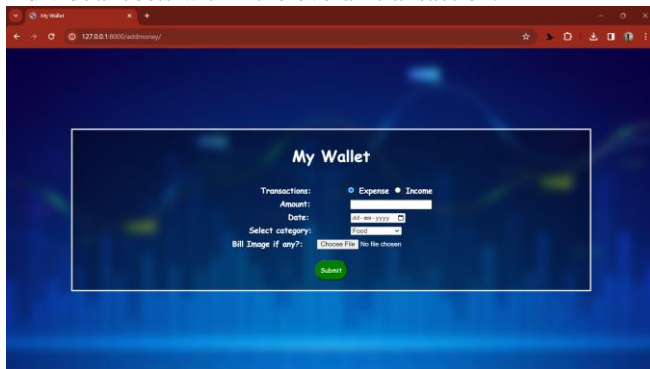 My Wallet
127.0.0.1:8000/addmoney/
My Wallet
Transactions: Expense Income
Amount:
Date: dd-mm-yyyy
Select category: Food
Bill Image if any?: Choose File No file chosen
Submit